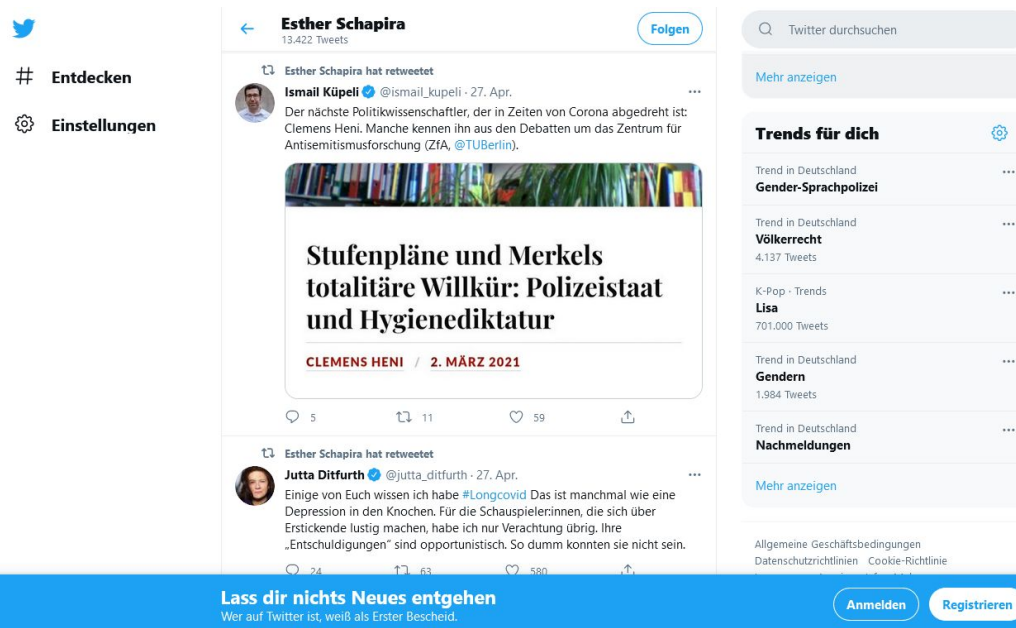 Esther Schapira
13.422 Tweets
Folgen
Twitter durchsuchen
Entdecken
Einstellungen
Esther Schapira hat retweetet
Ismail Küpeli @ismail_kupeli · 27. Apr.
Der nächste Politikwissenschaftler, der in Zeiten von Corona abgedreht ist:
Clemens Heni. Manche kennen ihn aus den Debatten um das Zentrum für
Antisemitismusforschung (ZfA, @TUBerlin).
Stufenpläne und Merkels
totalitäre Willkür: Polizeistaat
und Hygienediktatur
CLEMENS HENI / 2. MÄRZ 2021
5 11 59
Esther Schapira hat retweetet
Jutta Ditfurth @jutta_ditfurth · 27. Apr.
Einige von Euch wissen ich habe #Longcovid Das ist manchmal wie eine
Depression in den Knochen. Für die Schauspieler:innen, die sich über
Erstickende lustig machen, habe ich nur Verachtung übrig. Ihre
„Entschuldigungen“ sind opportunistisch. So dumm konnten sie nicht sein.
24 63 580
Mehr anzeigen
Trends für dich
Trend in Deutschland
Gender-Sprachpolizei
Trend in Deutschland
Völkerrecht
4.137 Tweets
K-Pop · Trends
Lisa
701.000 Tweets
Trend in Deutschland
Gendern
1.984 Tweets
Trend in Deutschland
Nachmeldungen
Mehr anzeigen
Allgemeine Geschäftsbedingungen
Datenschutzrichtlinien Cookie-Richtlinie
Lass dir nichts Neues entgehen
Wer auf Twitter ist, weiß als Erster Bescheid.
Anmelden
Registrieren